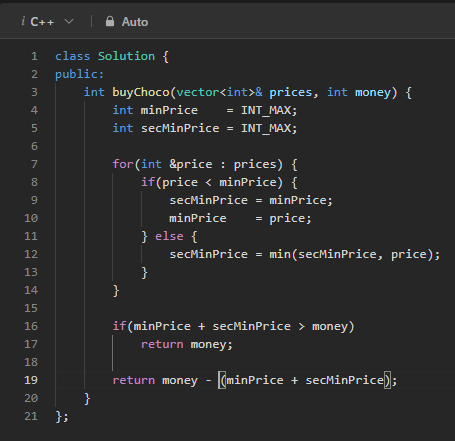 i C++ Auto
1 class Solution {
2 public:
3     int buyChoco(vector<int>& prices, int money) {
4         int minPrice    = INT_MAX;
5         int secMinPrice = INT_MAX;
6
7         for(int &price : prices) {
8             if(price < minPrice) {
9                 secMinPrice = minPrice;
10                 minPrice    = price;
11             } else {
12                 secMinPrice = min(secMinPrice, price);
13             }
14         }
15
16         if(minPrice + secMinPrice > money)
17             return money;
18
19         return money - (minPrice + secMinPrice);
20     }
21 };